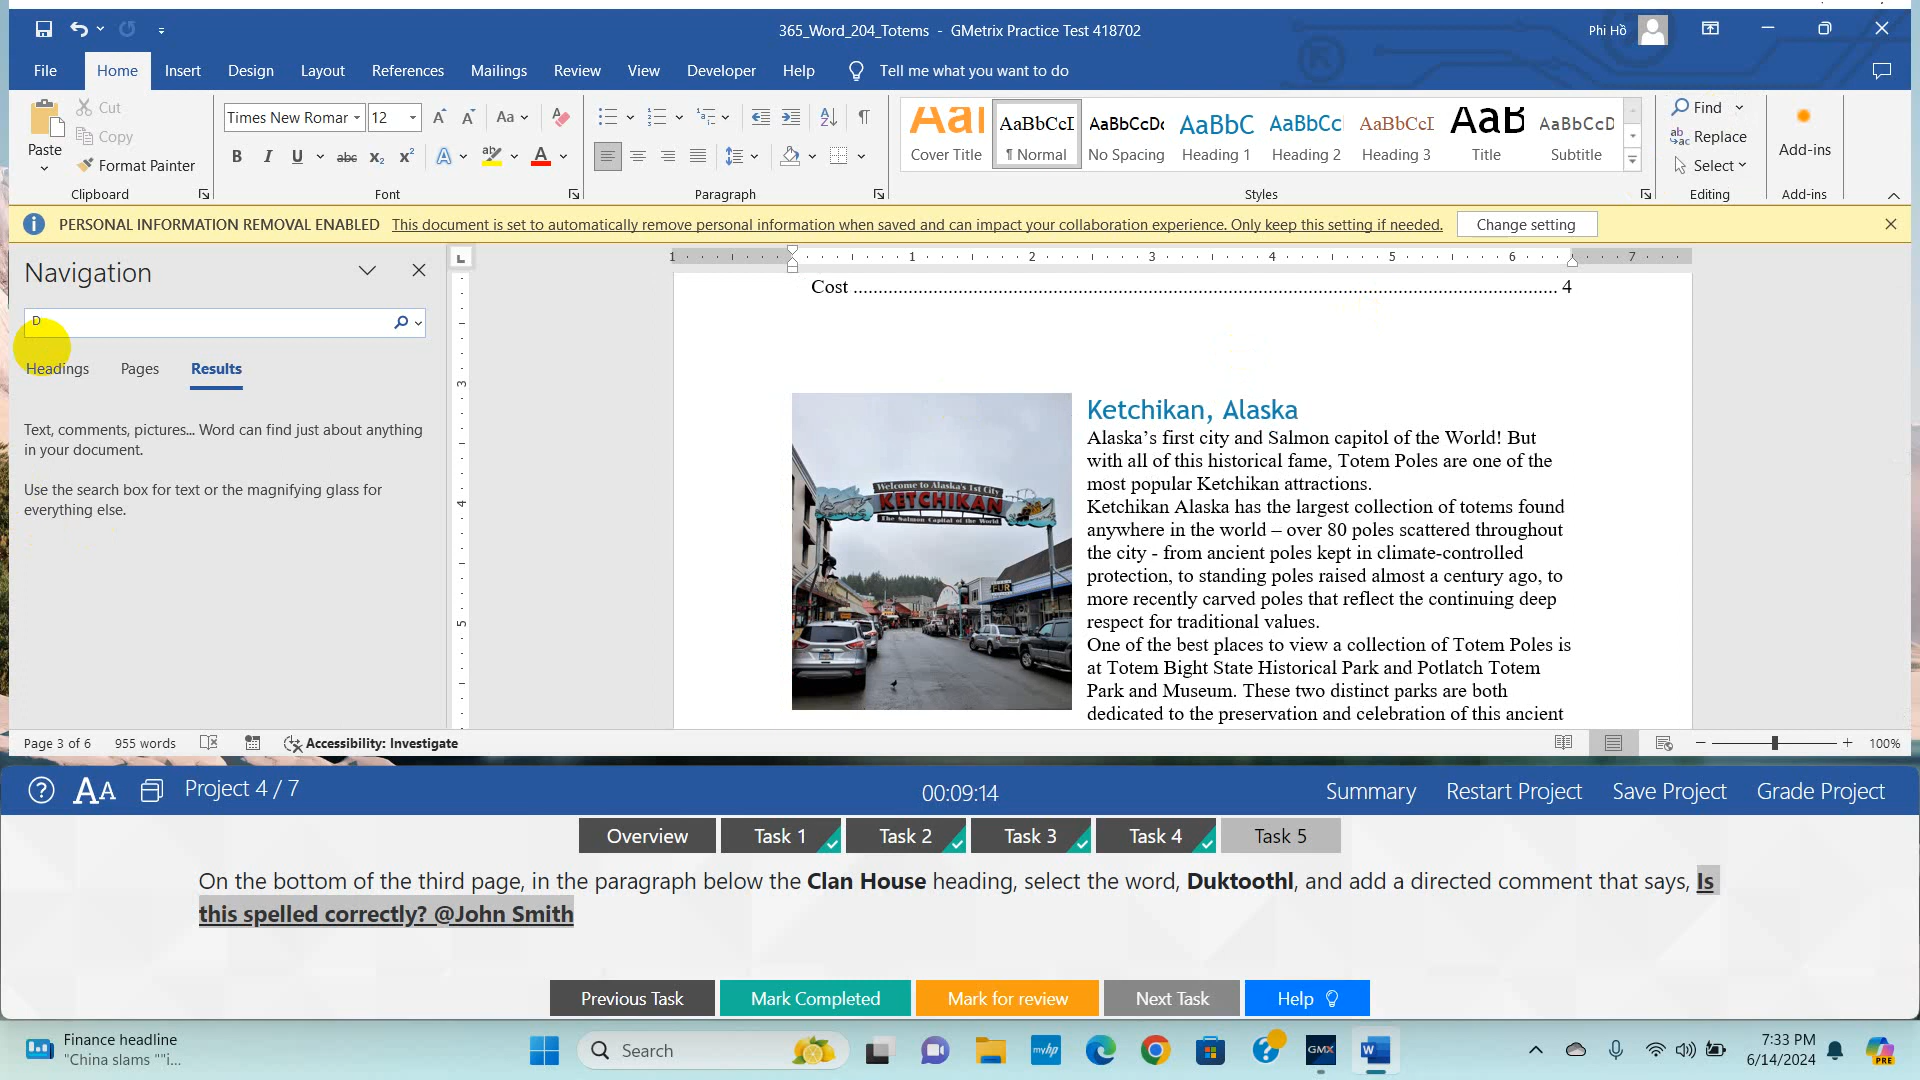 365_Word_204_Totems - GMetrix Practice Test 418702
Phi Hồ
File Home Insert Design Layout References Mailings Review View Developer Help Tell me what you want to do
Paste
Cut
Copy
Format Painter
Clipboard
Times New Romar 12
Font
Paragraph
AaI Cover Title
AaBbCcI ¶ Normal
AaBbCcDc No Spacing
AaBbC Heading 1
AaBbCc Heading 2
AaBbCcI Heading 3
AaB Title
AaBbCcD Subtitle
Styles
Find
Replace
Select
Editing
Add-ins
Add-ins
PERSONAL INFORMATION REMOVAL ENABLED This document is set to automatically remove personal information when saved and can impact your collaboration experience. Only keep this setting if needed. Change setting
Navigation
D
Headings Pages Results
Text, comments, pictures... Word can find just about anything
in your document.
Use the search box for text or the magnifying glass for
everything else.
Cost 4
Welcome to Alaska's 1st City
KETCHIKAN
The Salmon Capital of the World
FUR
Ketchikan, Alaska
Alaska's first city and Salmon capitol of the World! But
with all of this historical fame, Totem Poles are one of the
most popular Ketchikan attractions.
Ketchikan Alaska has the largest collection of totems found
anywhere in the world – over 80 poles scattered throughout
the city - from ancient poles kept in climate-controlled
protection, to standing poles raised almost a century ago, to
more recently carved poles that reflect the continuing deep
respect for traditional values.
One of the best places to view a collection of Totem Poles is
at Totem Bight State Historical Park and Potlatch Totem
Park and Museum. These two distinct parks are both
dedicated to the preservation and celebration of this ancient
Page 3 of 6 955 words Accessibility: Investigate 100%
Project 4 / 7 00:09:14 Summary Restart Project Save Project Grade Project
Overview Task 1 Task 2 Task 3 Task 4 Task 5
On the bottom of the third page, in the paragraph below the Clan House heading, select the word, Duktoothl, and add a directed comment that says, Is
this spelled correctly? @John Smith
Previous Task Mark Completed Mark for review Next Task Help
Finance headline
"China slams ""i...
Search
myhp
GMX
PRE
7:33 PM
6/14/2024